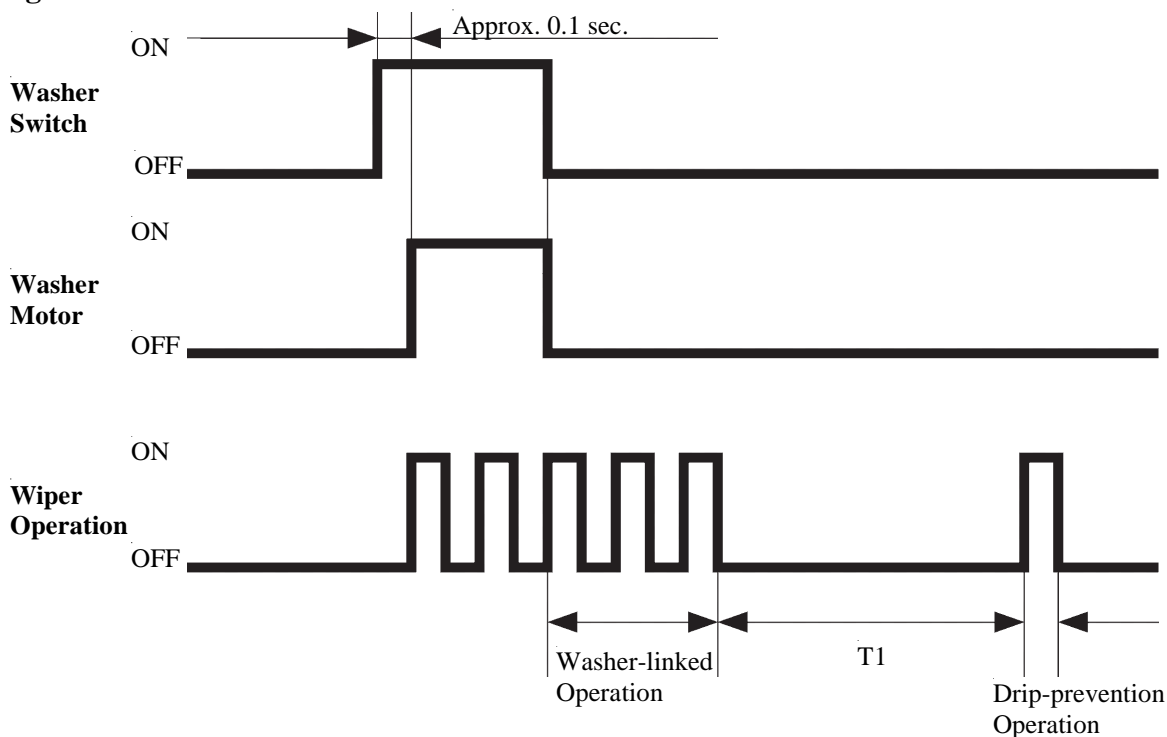 g
Approx. 0.1 sec.
ON
Washer
Switch
OFF
ON
Washer
Motor
OFF
ON
Wiper
Operation
OFF
Washer-linked
Operation
T1
Drip-prevention
Operation